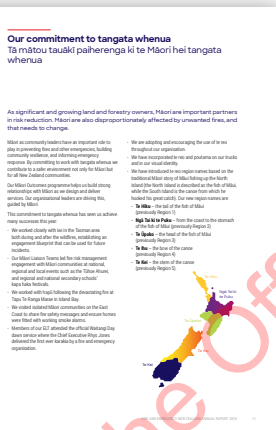 Our commitment to tangata whenua
Tā mātou tauākī paiherenga ki te Māori hei tangata
whenua
As significant and growing land and forestry owners, Māori are important partners
in risk reduction. Māori are also disproportionately affected by unwanted fires, and
that needs to change.
Māori as community leaders have an important role to
play in preventing fires and other emergencies, building
community resilience, and informing emergency
response. By committing to work with tangata whenua we
contribute to a safer environment not only for Māori but
for all New Zealand communities.
Our Māori Outcomes programme helps us build strong
relationships with Māori as we design and deliver
services. Our organisational leaders are driving this,
guided by Māori.
This commitment to tangata whenua has seen us achieve
many successes this year:
- We worked closely with iwi in the Tasman area
both during and after the wildfires, establishing an
engagement blueprint that can be used for future
incidents.
- Our Māori Liaison Teams led fire risk management
engagement with Māori communities at national,
regional and local events such as the Tūhoe Ahurei,
and regional and national secondary schools'
kapa haka festivals.
- We worked with hapū following the devastating fire at
Tapu Te Ranga Marae in Island Bay.
- We visited isolated Māori communities on the East
Coast to share fire safety messages and ensure homes
were fitted with working smoke alarms.
- Members of our ELT attended the official Waitangi Day
dawn service where the Chief Executive Rhys Jones
delivered the first ever karakia by a fire and emergency
organisation.
- We are adopting and encouraging the use of te reo
throughout our organisation.
- We have incorporated te reo and poutama on our trucks
and in our visual identity.
- We have introduced te reo region names based on the
traditional Māori story of Māui fishing up the North
Island (the North Island is described as the fish of Māui,
while the South Island is the canoe from which he
hooked his great catch). Our new region names are:
- Te Hiku – the tail of the fish of Māui
(previously Region 1)
- Ngā Tai ki te Puku – from the coast to the stomach
of the fish of Māui (previously Region 2)
- Te Ūpoko – the head of the fish of Māui
(previously Region 3)
- Te Ihu – the bow of the canoe
(previously Region 4)
- Te Kei – the stern of the canoe
(previously Region 5)
Te Hiku
Ngā Tai ki
te Puku
Te Ūpoko
Te Ihu
Te Kei